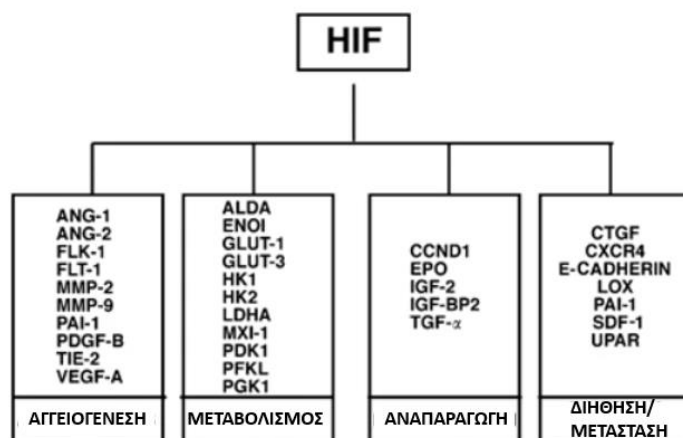 HIF
ANG-1
ANG-2
FLK-1
FLT-1
MMP-2
MMP-9
PAI-1
PDGF-B
TIE-2
VEGF-A
ΑΓΓΕΙΟΓΕΝΕΣΗ
ALDA
ENOI
GLUT-1
GLUT-3
HK1
HK2
LDHA
MXI-1
PDK1
PFKL
PGK1
ΜΕΤΑΒΟΛΙΣΜΟΣ
CCND1
EPO
IGF-2
IGF-BP2
TGF-α
ΑΝΑΠΑΡΑΓΩΓΗ
CTGF
CXCR4
E-CADHERIN
LOX
PAI-1
SDF-1
UPAR
ΔΙΗΘΗΣΗ/
ΜΕΤΑΣΤΑΣΗ